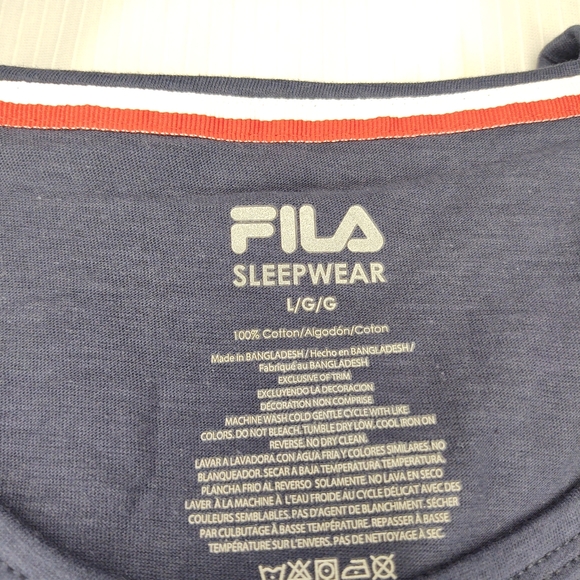 FILA
SLEEPWEAR
L/G/G
100% Cotton/Algodón/Coton
Made in BANGLADESH / Hecho en BANGLADESH /
Fabriqué au BANGLADESH
EXCLUSIVE OF TRIM
EXCLUYENDO LA DECORACION
DÉCORATION NON COMPRISE
MACHINE WASH COLD GENTLE CYCLE WITH LIKE
COLORS. DO NOT BLEACH. TUMBLE DRY LOW. COOL IRON ON
REVERSE. NO DRY CLEAN.
LAVAR A LAVADORA CON AGUA FRIA Y COLORES SIMILARES. NO
BLANQUEADOR. SECAR A BAJA TEMPERATURA TEMPERATURA.
PLANCHA FRIO AL REVERSO SOLAMENTE. NO LAVA EN SECO
LAVER À LA MACHINE À L'EAU FROIDE AU CYCLE DÉLICAT AVEC DES
COULEURS SEMBLABLES. PAS D'AGENT DE BLANCHIMENT. SÉCHER
PAR CULBUTAGE À BASSE TEMPÉRATURE. REPASSER À BASSE
TEMPÉRATURE SUR L'ENVERS. PAS DE NETTOYAGE À SEC.